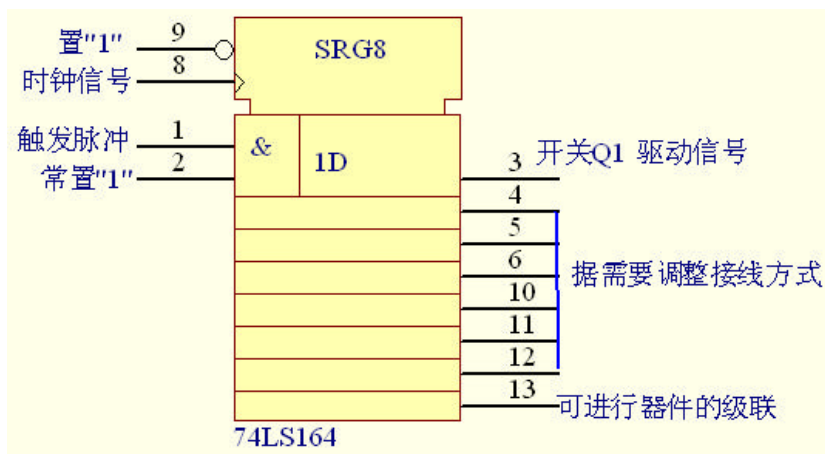 置"1"
9
SRG8
时钟信号
8
触发脉冲
1
&
1D
常置"1"
2
3
开关Q1 驱动信号
4
5
6
据需要调整接线方式
10
11
12
13
可进行器件的级联
74LS164